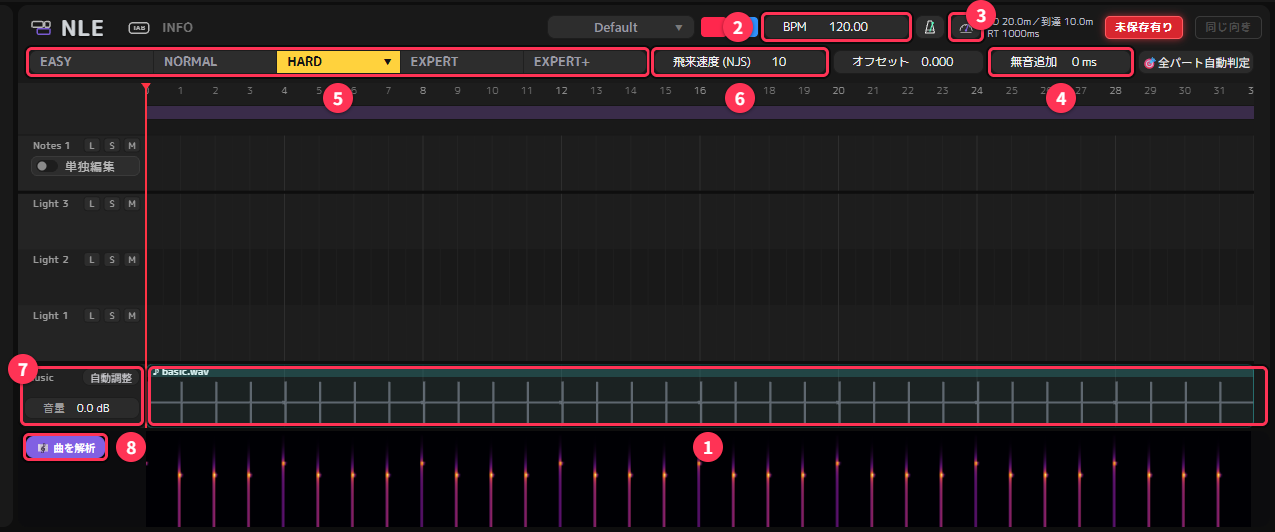 NLE
TAB INFO
Default
2
BPM 120.00
3
20.0m／到達 10.0m
RT 1000ms
未保存有り
同じ向き
EASY NORMAL HARD EXPERT EXPERT+
飛来速度 (NJS) 10
オフセット 0.000
無音追加 0 ms
全パート自動判定
5
6
4
1 2 3 4 5 6 7 8 9 10 11 12 13 14 15 16 18 19 20 21 22 23 24 25 26 27 28 29 30 31
Notes 1 L S M
単独編集
Light 3 L S M
Light 2 L S M
Light 1 L S M
7
自動調整
音量 0.0 dB
basic.wav
曲を解析
8
1